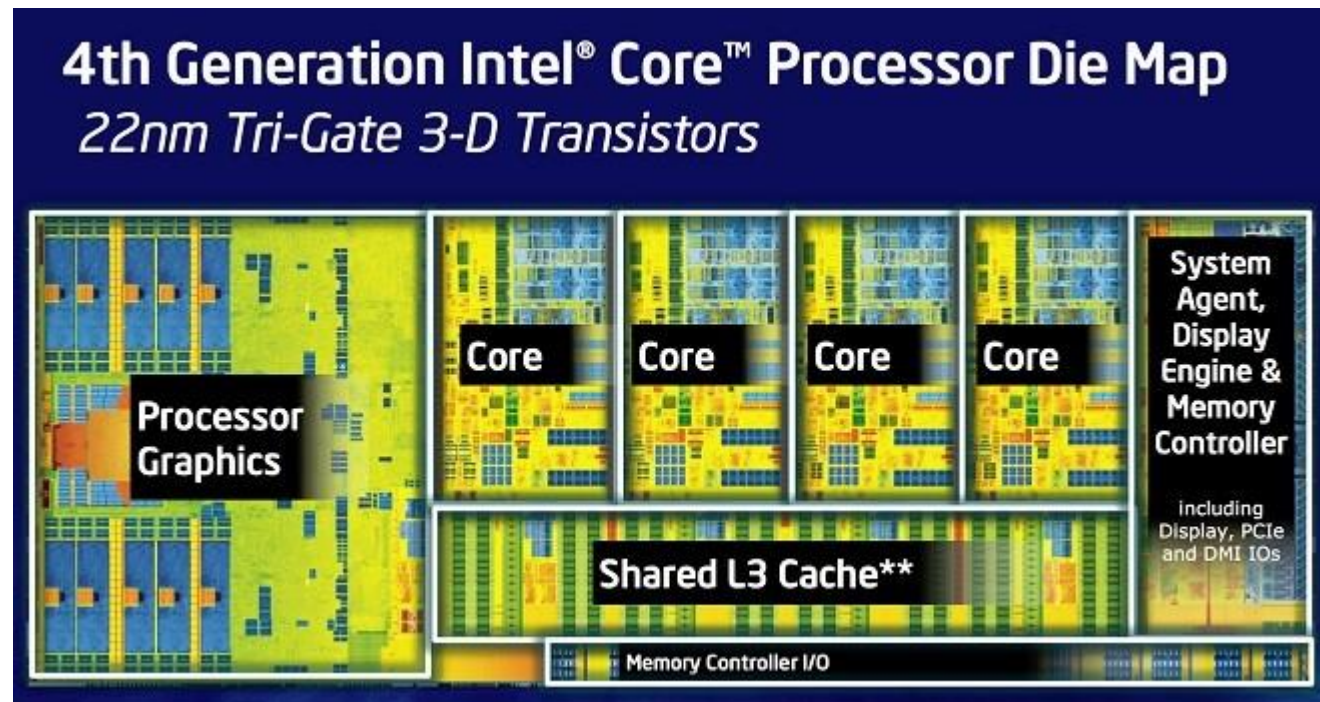 4th Generation Intel® Core™ Processor Die Map
22nm Tri-Gate 3-D Transistors
Processor
Graphics
Core
Core
Core
Core
System
Agent,
Display
Engine &
Memory
Controller
including
Display, PCIe
and DMI IOs
Shared L3 Cache**
Memory Controller I/O